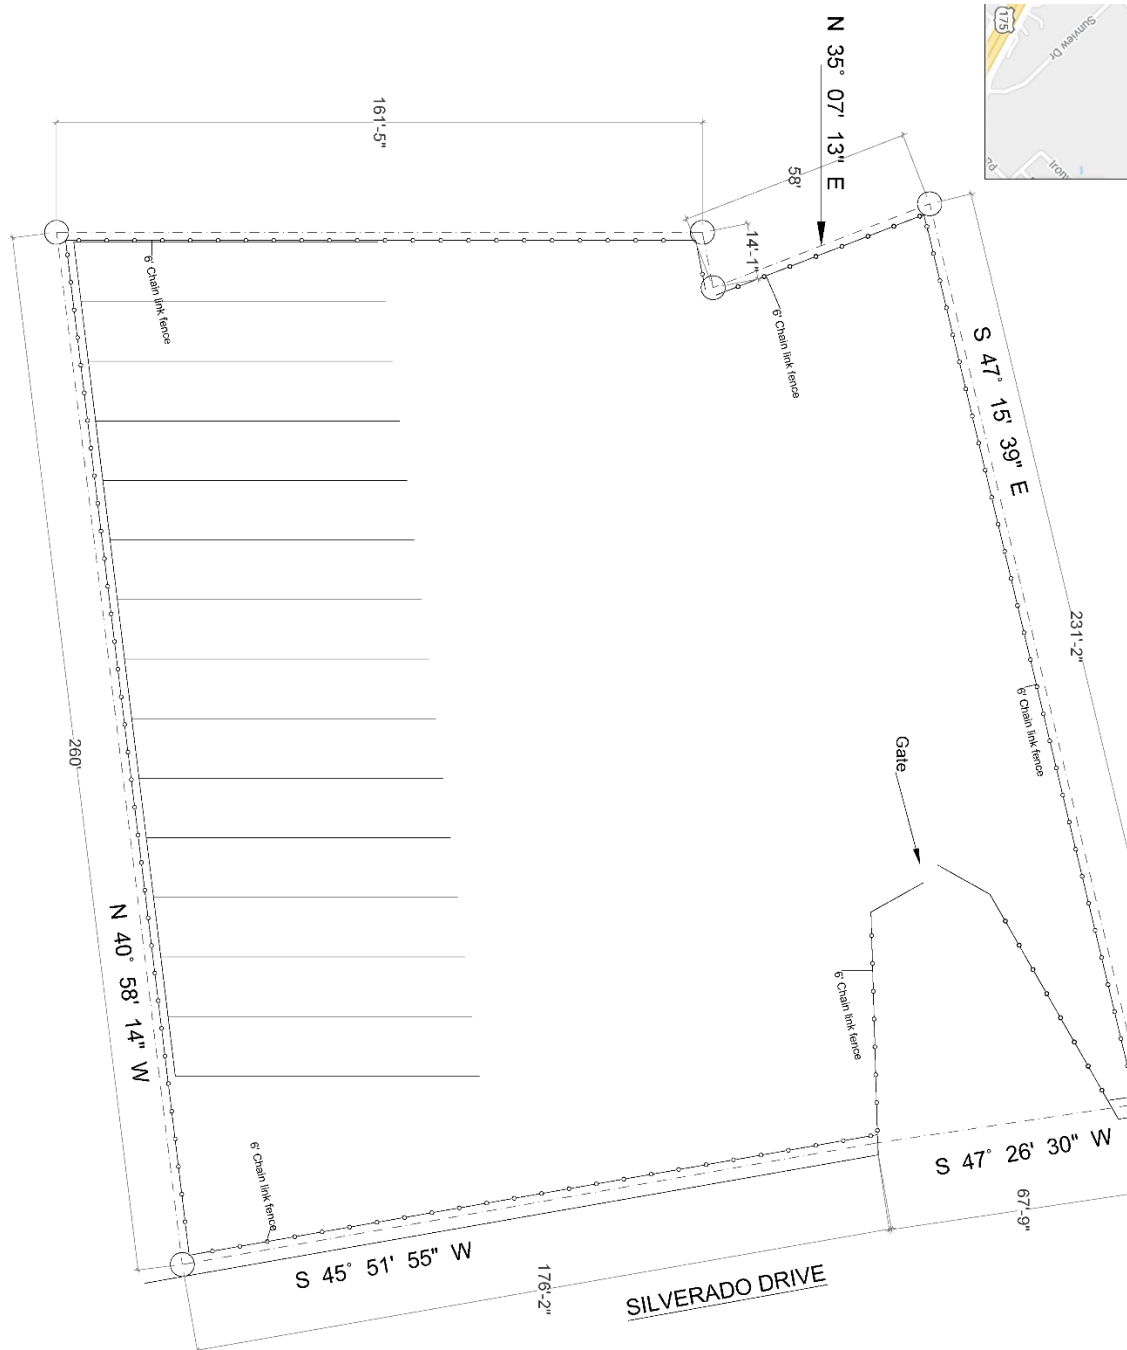 175
Sunview Dr
N 35° 07' 13" E
161'-5"
58'
14'-1"
6' Chain link fence
6' Chain link fence
S 47° 15' 39" E
231'-2"
6' Chain link fence
Gate
260'
N 40° 58' 14" W
6' Chain link fence
6' Chain link fence
S 47° 26' 30" W
67'-9"
S 45° 51' 55" W
176'-2"
SILVERADO DRIVE